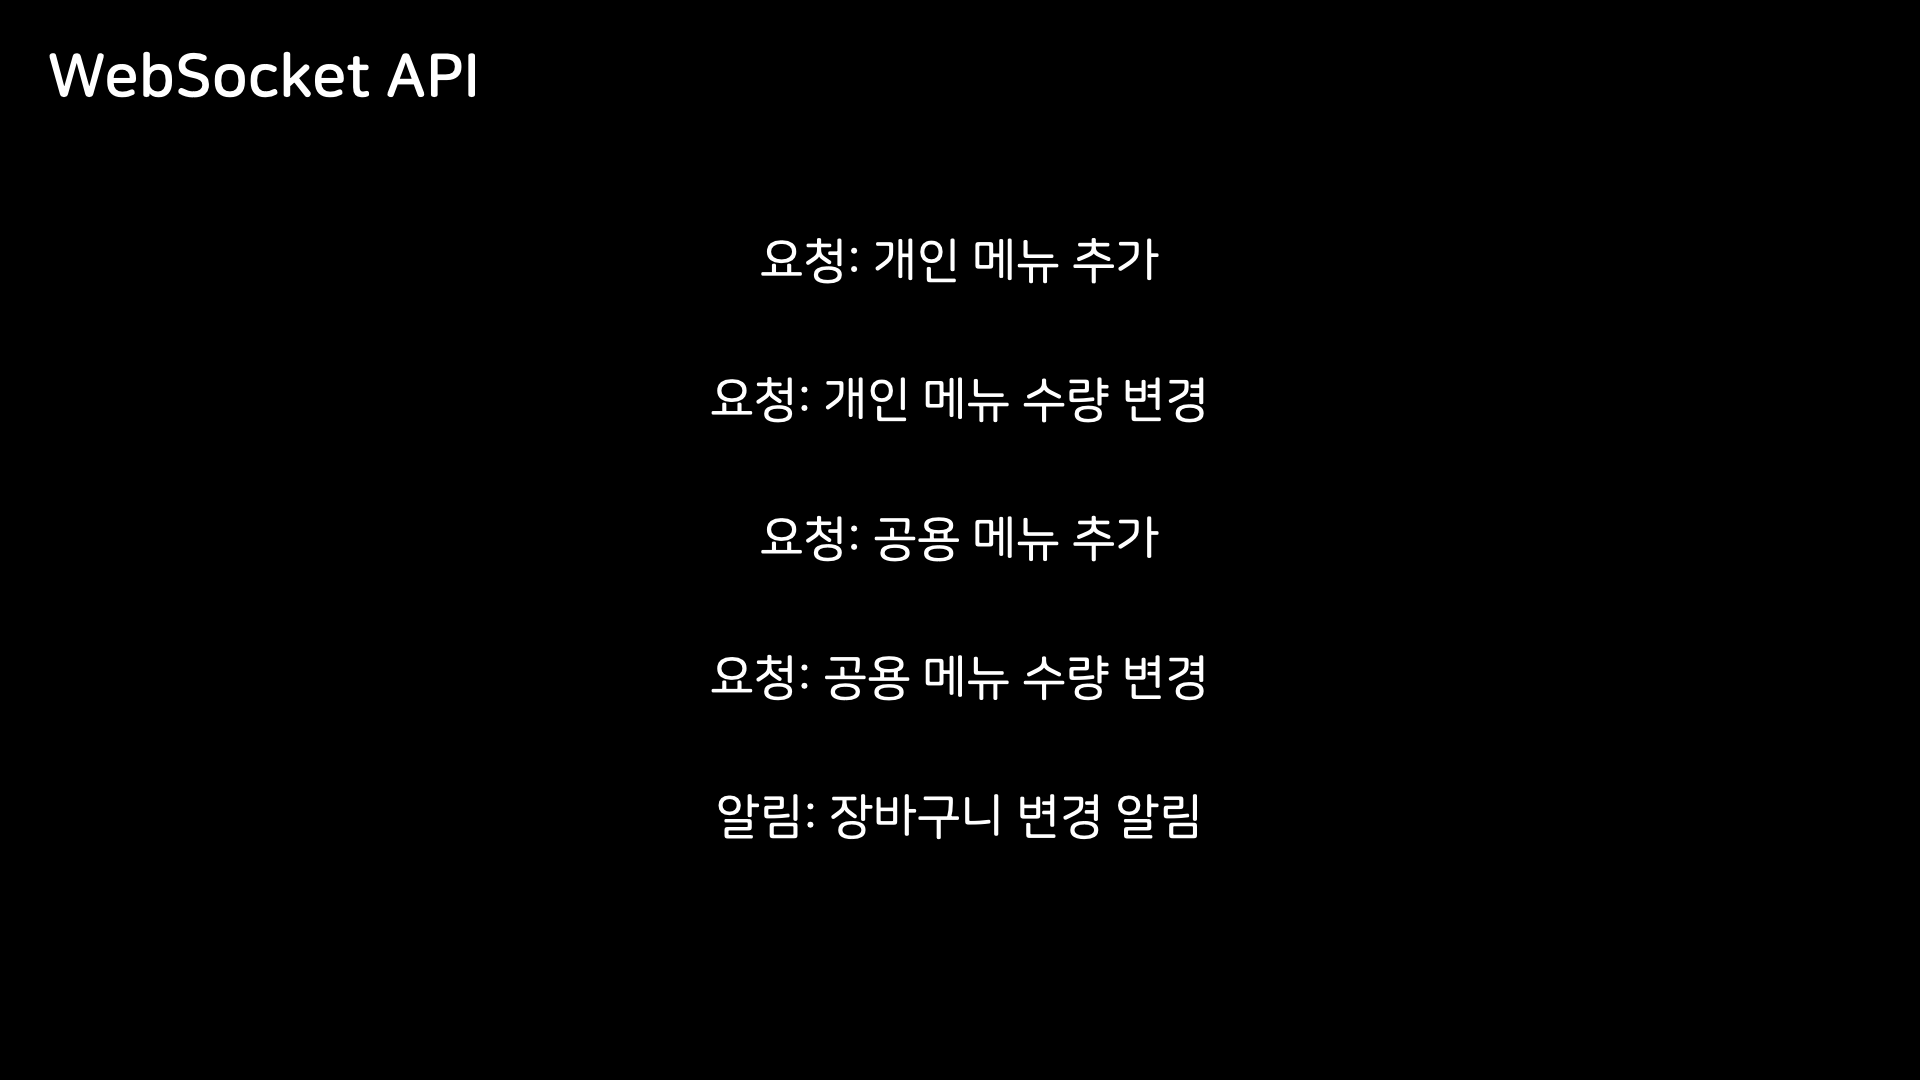 WebSocket API
요청: 개인 메뉴 추가
요청: 개인 메뉴 수량 변경
요청: 공용 메뉴 추가
요청: 공용 메뉴 수량 변경
알림: 장바구니 변경 알림